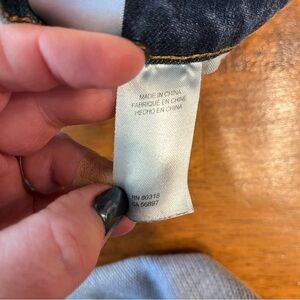 MADE IN CHINA
FABRIQUÉ EN CHINE
HECHO EN CHINA
RN 80318
CA 56897